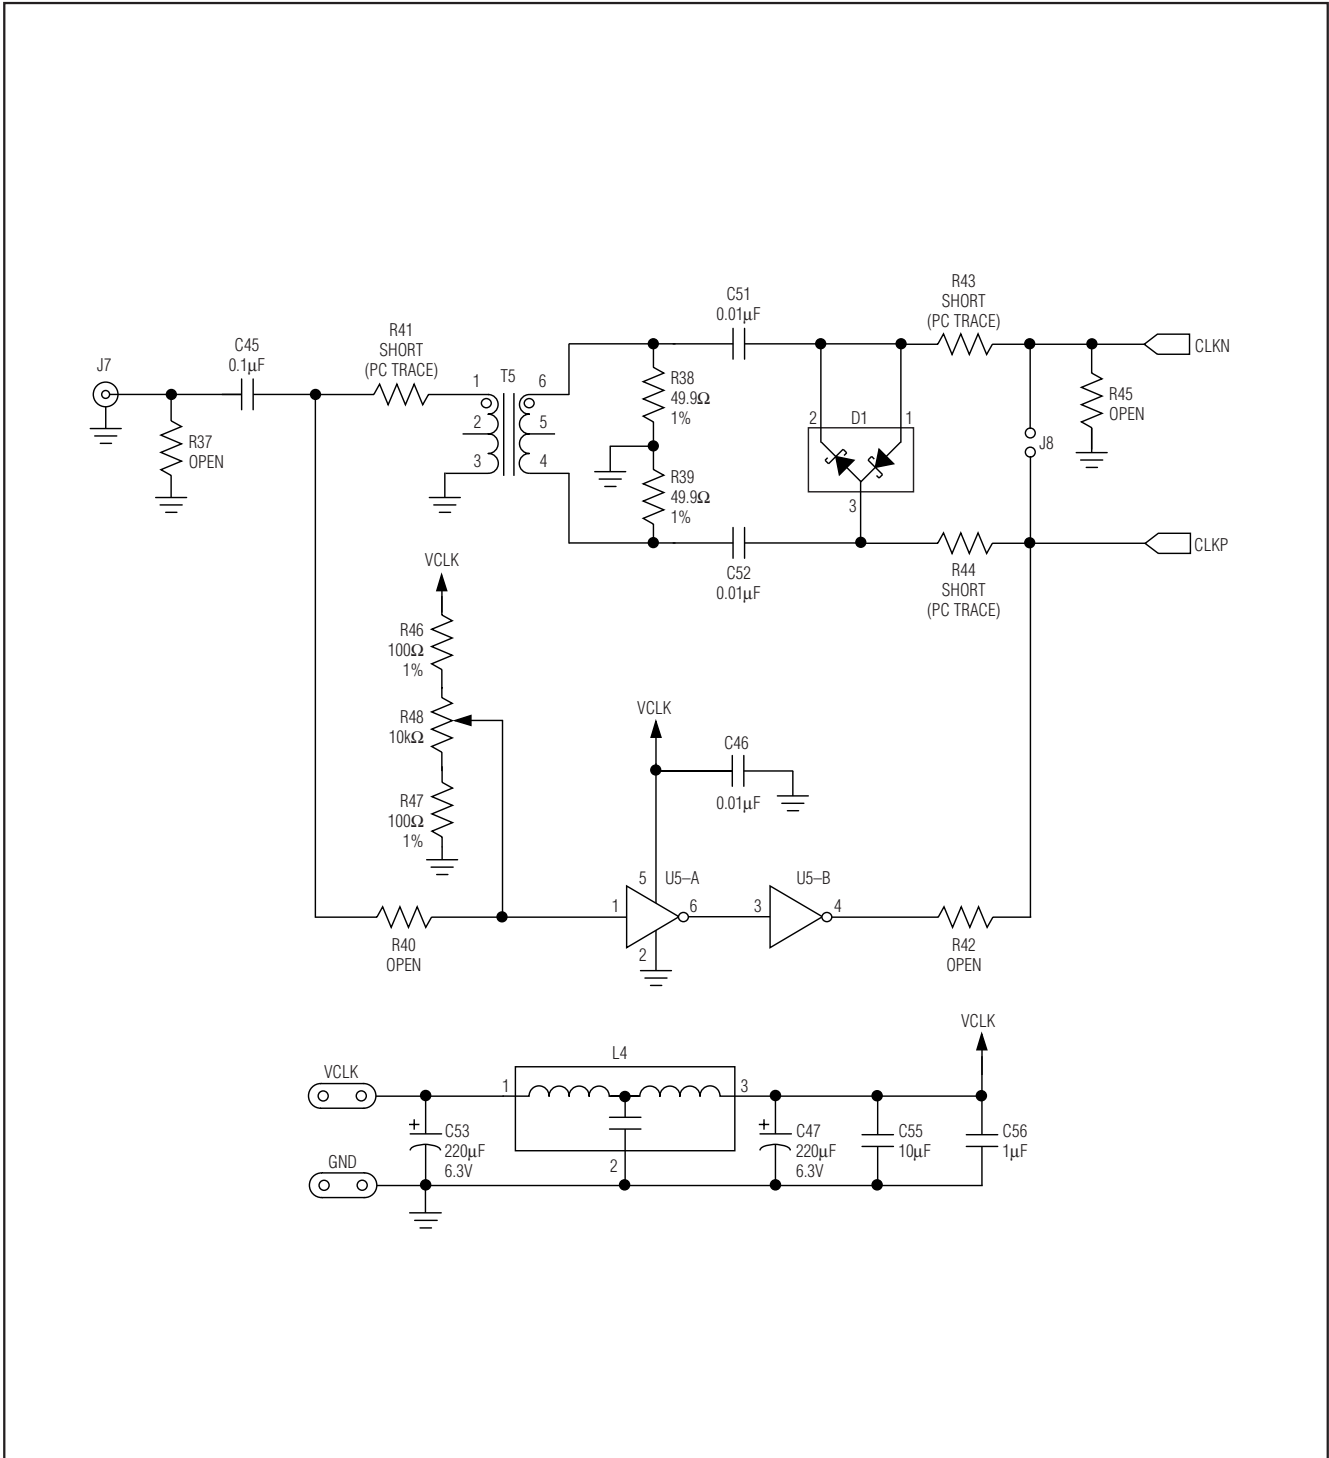 R43
SHORT
(PC TRACE)
C51
0.01μF
R41
SHORT
(PC TRACE)
C45
0.1μF
J7
CLKN
1
T5
6
R38
49.9Ω
1%
R45
OPEN
2
5
2
D1
1
R37
OPEN
J8
3
4
R39
49.9Ω
1%
3
CLKP
VCLK
C52
0.01μF
R44
SHORT
(PC TRACE)
R46
100Ω
1%
VCLK
R48
10kΩ
C46
0.01μF
R47
100Ω
1%
5
U5–A
U5–B
1
6
3
4
R40
OPEN
2
R42
OPEN
VCLK
L4
VCLK
1
3
+
C53
220μF
6.3V
+
C47
220μF
6.3V
C55
10μF
C56
1μF
2
GND